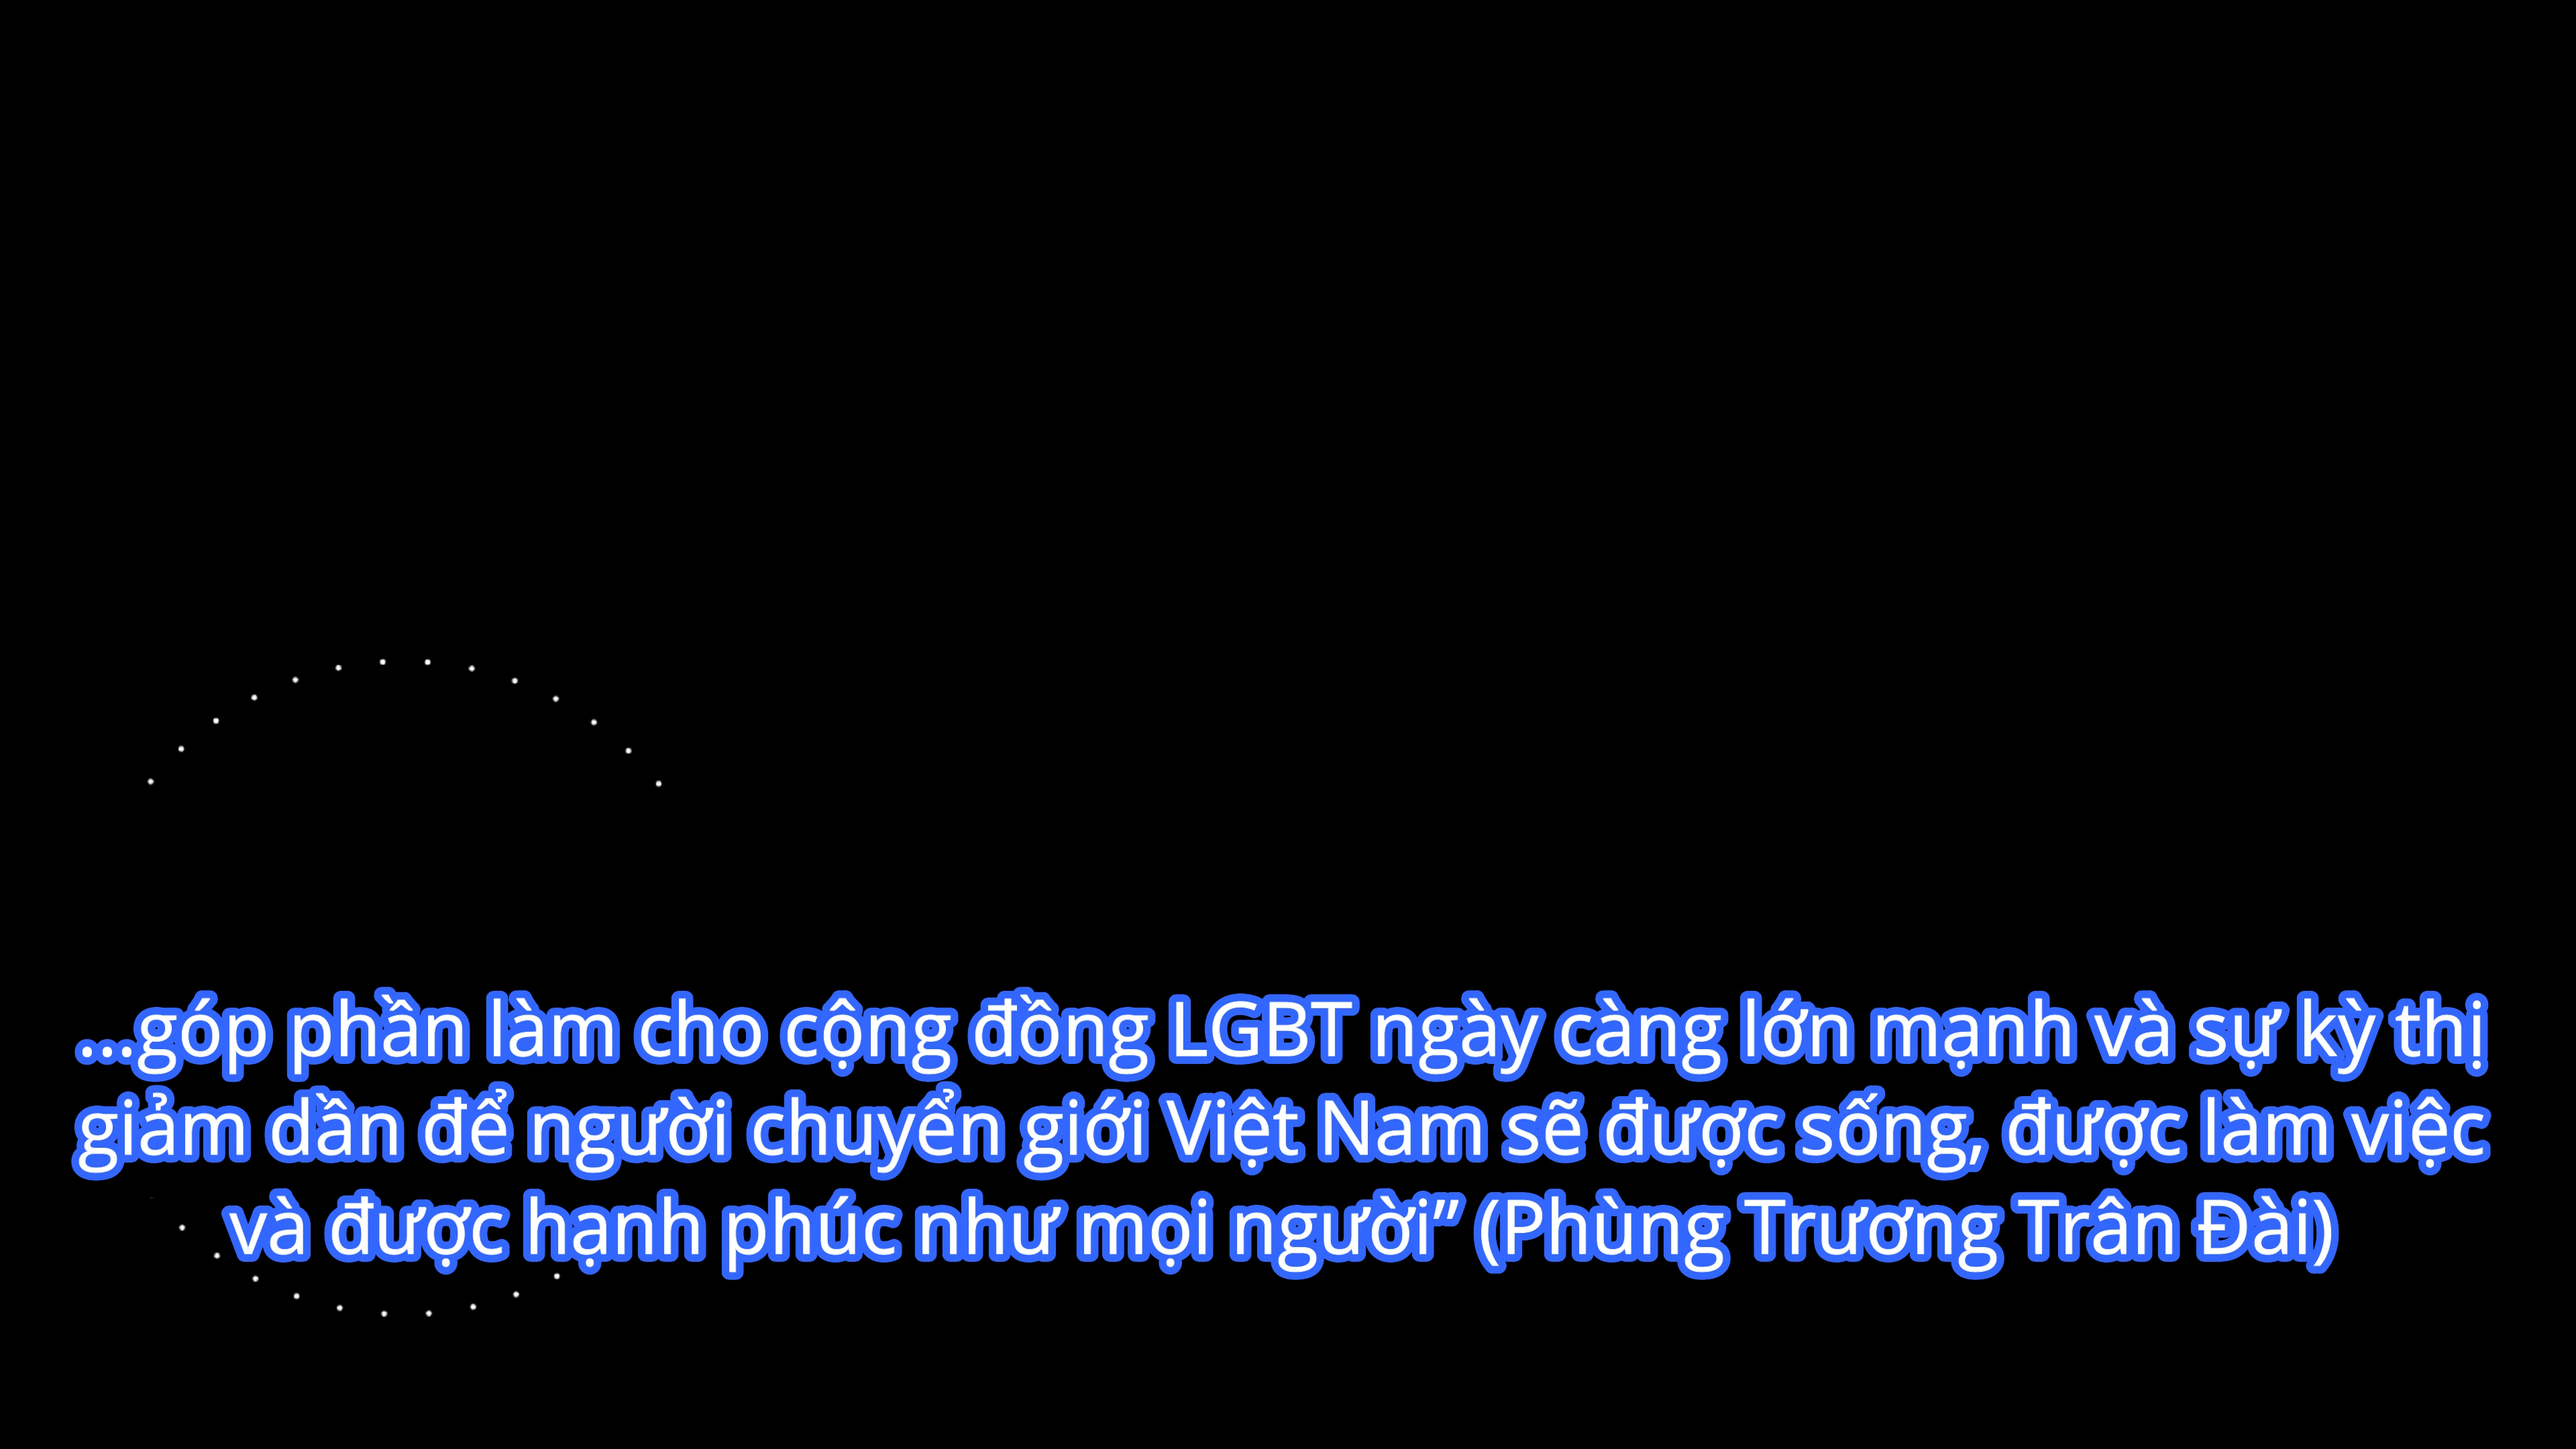 ...góp phần làm cho cộng đồng LGBT ngày càng lớn mạnh và sự kỳ thị
giảm dần để người chuyển giới Việt Nam sẽ được sống, được làm việc
và được hạnh phúc như mọi người” (Phùng Trương Trân Đài)